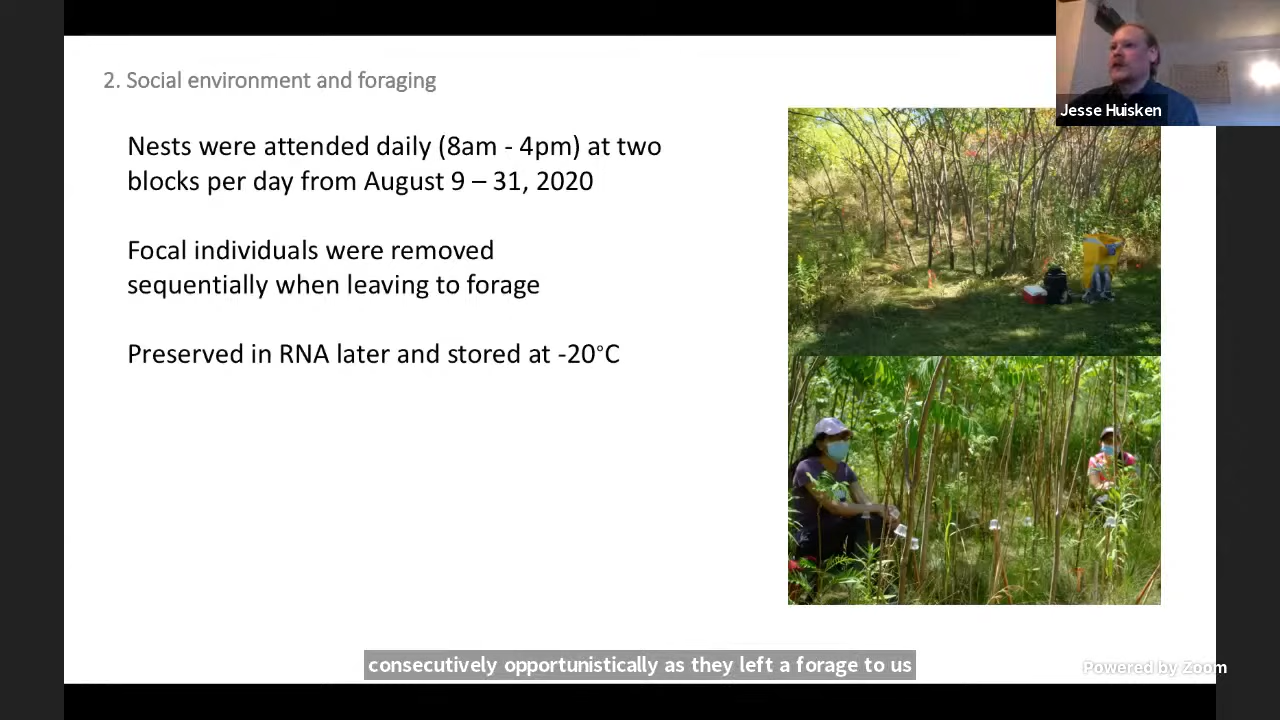 2. Social environment and foraging
Jesse Huisken
Nests were attended daily (8am - 4pm) at two
blocks per day from August 9 – 31, 2020
Focal individuals were removed
sequentially when leaving to forage
Preserved in RNA later and stored at -20°C
consecutively opportunistically as they left a forage to us
Powered by Zoom